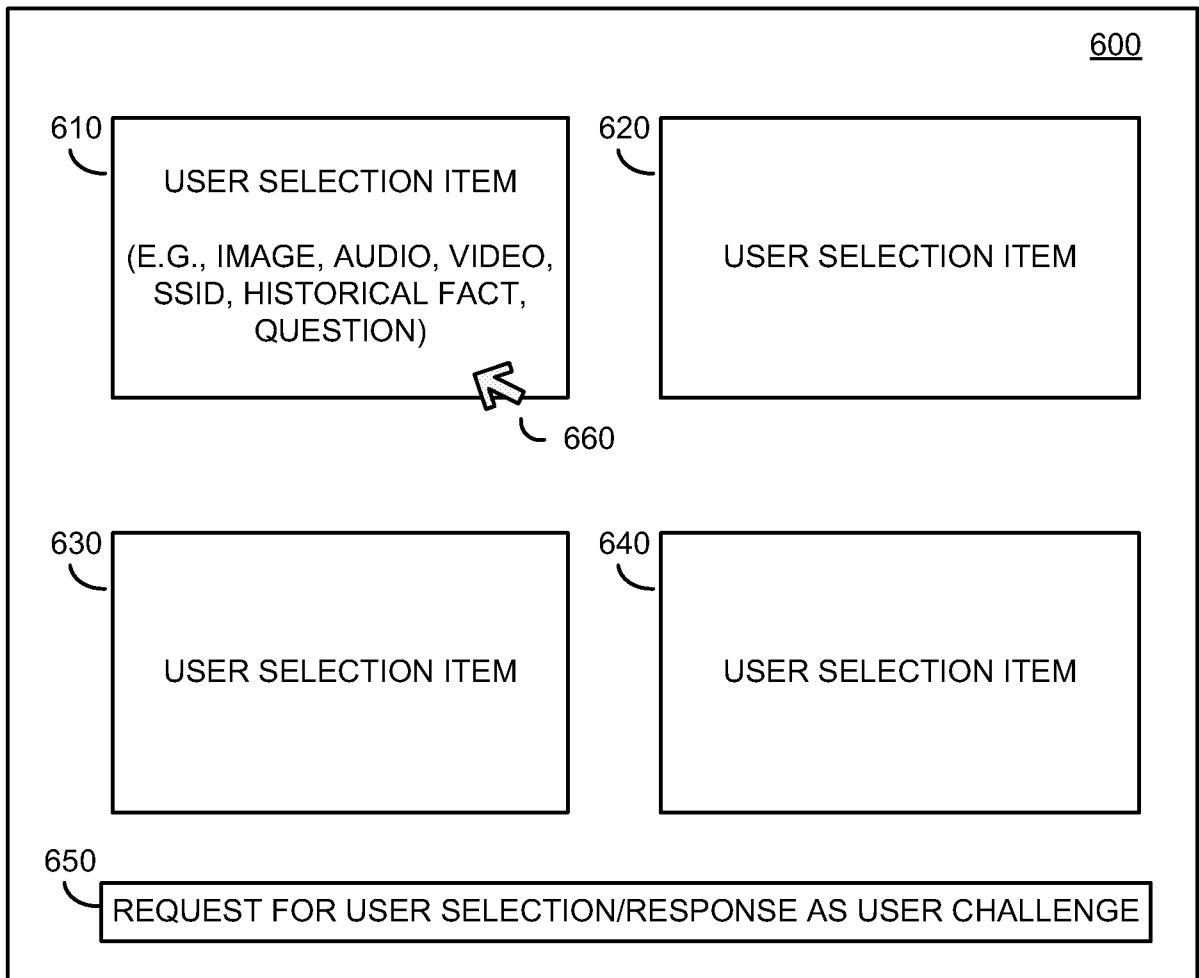 600
610
USER SELECTION ITEM
(E.G., IMAGE, AUDIO, VIDEO,
SSID, HISTORICAL FACT,
QUESTION)
660
620
USER SELECTION ITEM
630
USER SELECTION ITEM
640
USER SELECTION ITEM
650
REQUEST FOR USER SELECTION/RESPONSE AS USER CHALLENGE